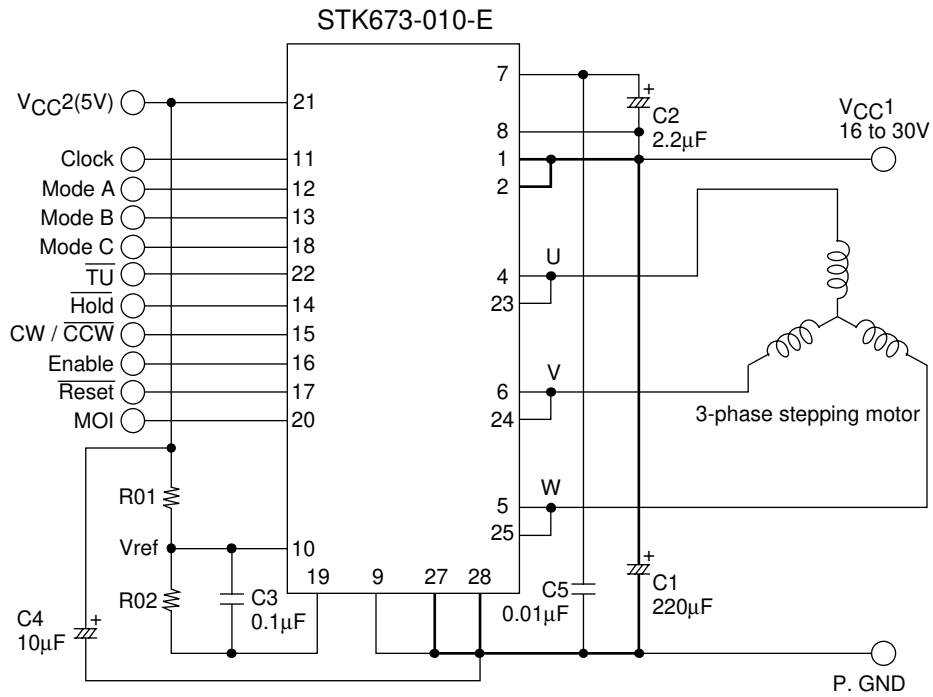 STK673-010-E
VCC2(5V)
Clock
Mode A
Mode B
Mode C
TU
Hold
CW / CCW
Enable
Reset
MOI
21
11
12
13
18
22
14
15
16
17
20
10
19
9
27
28
7
8
1
2
4
23
6
24
5
25
U
V
W
C2
2.2μF
VCC1
16 to 30V
3-phase stepping motor
R01
Vref
R02
C3
0.1μF
C4
10μF
C5
0.01μF
C1
220μF
P. GND
+
+
+